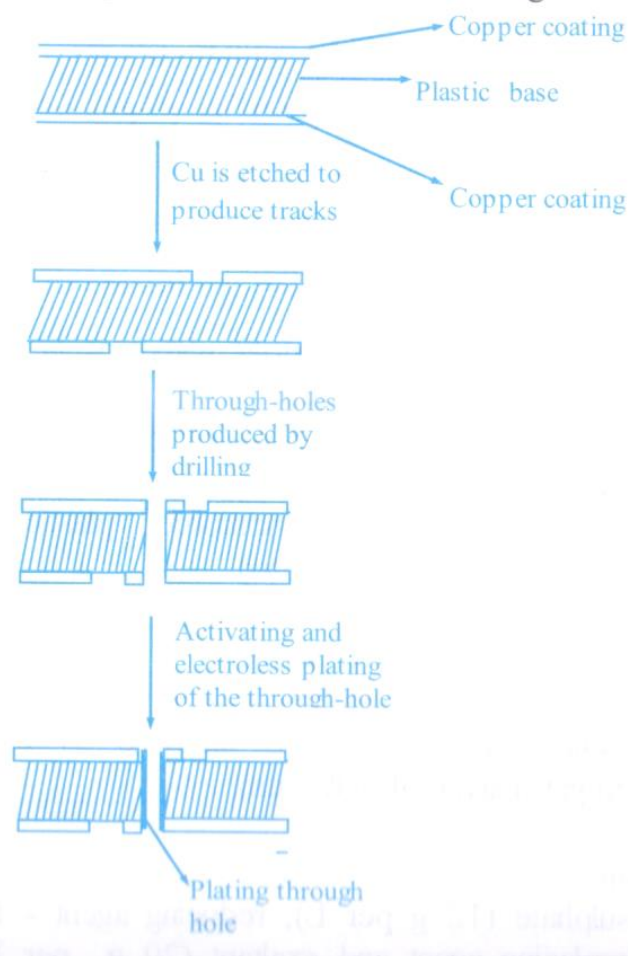 Copper coating
Plastic base
Copper coating
Cu is etched to
produce tracks
Through-holes
produced by
drilling
Activating and
electroless plating
of the through-hole
Plating through
hole